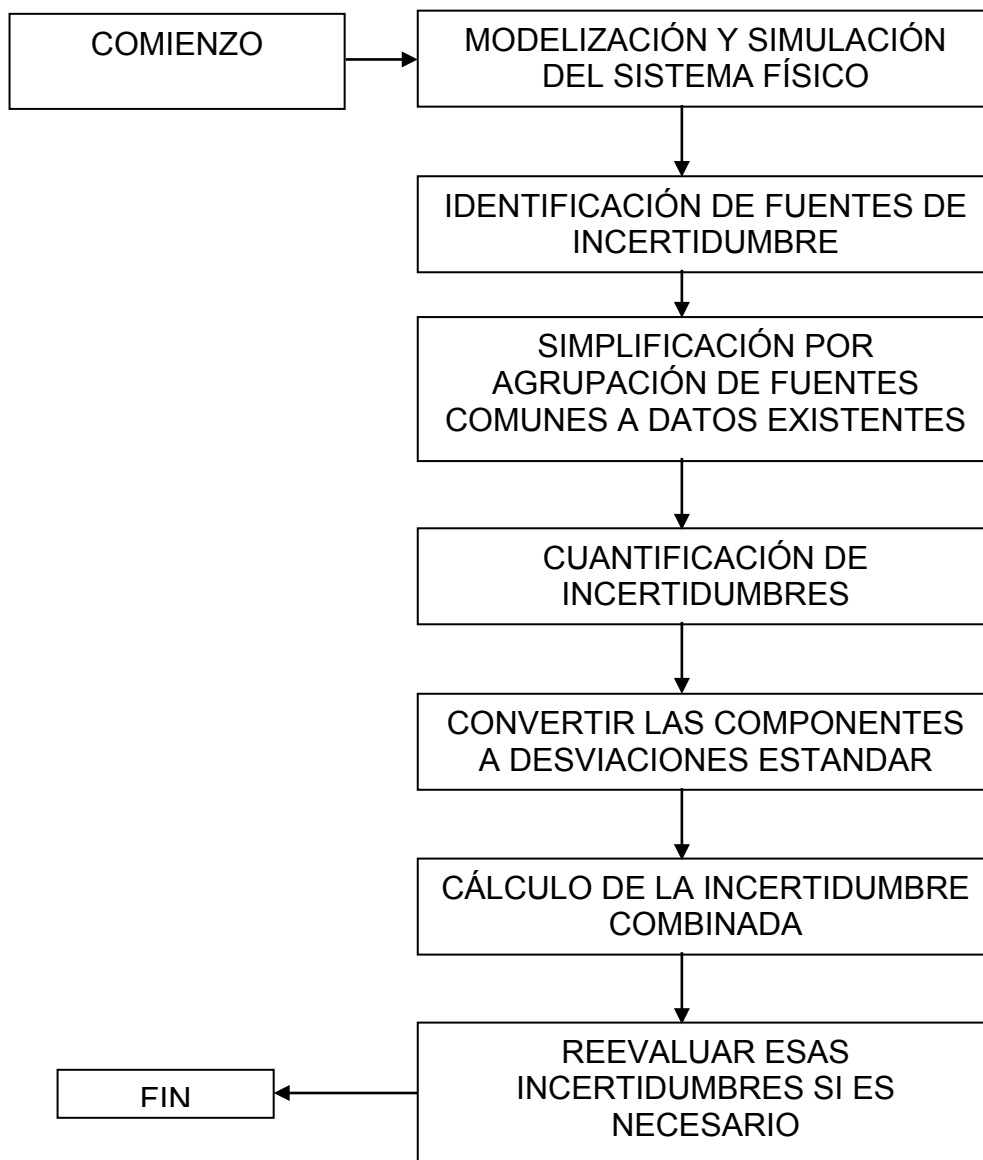 COMIENZO
MODELIZACIÓN Y SIMULACIÓN
DEL SISTEMA FÍSICO
IDENTIFICACIÓN DE FUENTES DE
INCERTIDUMBRE
SIMPLIFICACIÓN POR
AGRUPACIÓN DE FUENTES
COMUNES A DATOS EXISTENTES
CUANTIFICACIÓN DE
INCERTIDUMBRES
CONVERTIR LAS COMPONENTES
A DESVIACIONES ESTANDAR
CÁLCULO DE LA INCERTIDUMBRE
COMBINADA
REEVALUAR ESAS
INCERTIDUMBRES SI ES
NECESARIO
FIN